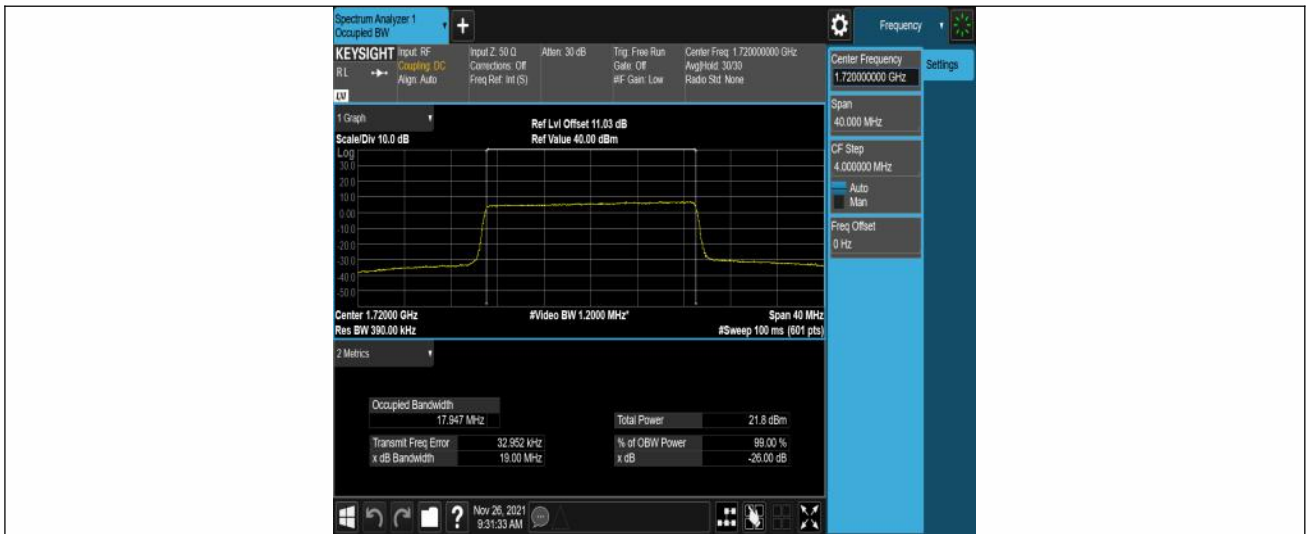 Spectrum Analyzer 1
Occupied BW
+
Frequency
KEYSIGHT
RL
Input: RF
Coupling: DC
Align: Auto
Input Z: 50 Ω
Corrections: Off
Freq Ref: Int (S)
Atten: 30 dB
Trig: Free Run
Gate: Off
#IF Gain: Low
Center Freq: 1.720000000 GHz
Avg|Hold: 30/30
Radio Std: None
LXI
Center Frequency
1.720000000 GHz
Settings
Span
40.000 MHz
CF Step
4.000000 MHz
Auto
Man
Freq Offset
0 Hz
1 Graph
Scale/Div 10.0 dB
Ref Lvl Offset 11.03 dB
Ref Value 40.00 dBm
Log
30.0
20.0
10.0
0.00
-10.0
-20.0
-30.0
-40.0
-50.0
Center 1.72000 GHz
Res BW 390.00 kHz
#Video BW 1.2000 MHz*
Span 40 MHz
#Sweep 100 ms (601 pts)
2 Metrics
Occupied Bandwidth
17.947 MHz
Total Power 21.8 dBm
Transmit Freq Error 32.952 kHz
% of OBW Power 99.00 %
x dB Bandwidth 19.00 MHz
x dB -26.00 dB
?
Nov 26, 2021
9:31:33 AM